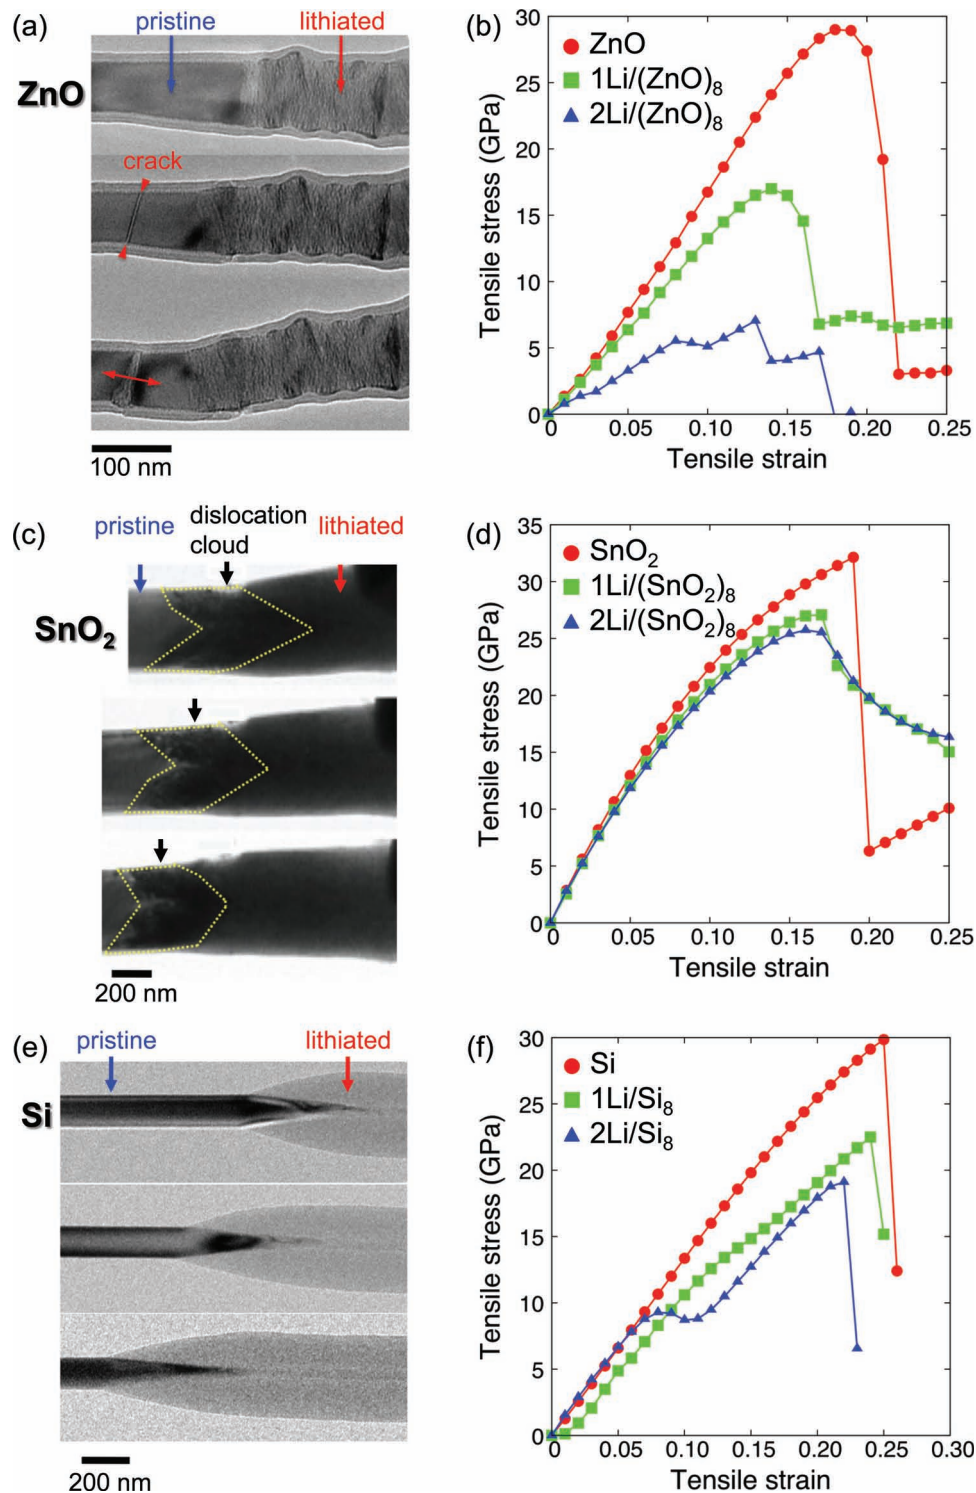 (a)
pristine
lithiated
ZnO
crack
100 nm
(b)
ZnO
1Li/(ZnO)₈
2Li/(ZnO)₈
Tensile stress (GPa)
30
25
20
15
10
5
0
0 0.05 0.10 0.15 0.20 0.25
Tensile strain
(c)
pristine
dislocation
cloud
lithiated
SnO₂
200 nm
(d)
SnO₂
1Li/(SnO₂)₈
2Li/(SnO₂)₈
Tensile stress (GPa)
35
30
25
20
15
10
5
0
0 0.05 0.10 0.15 0.20 0.25
Tensile strain
(e)
pristine
lithiated
Si
200 nm
(f)
Si
1Li/Si₈
2Li/Si₈
Tensile stress (GPa)
30
25
20
15
10
5
0
0 0.05 0.10 0.15 0.20 0.25 0.30
Tensile strain